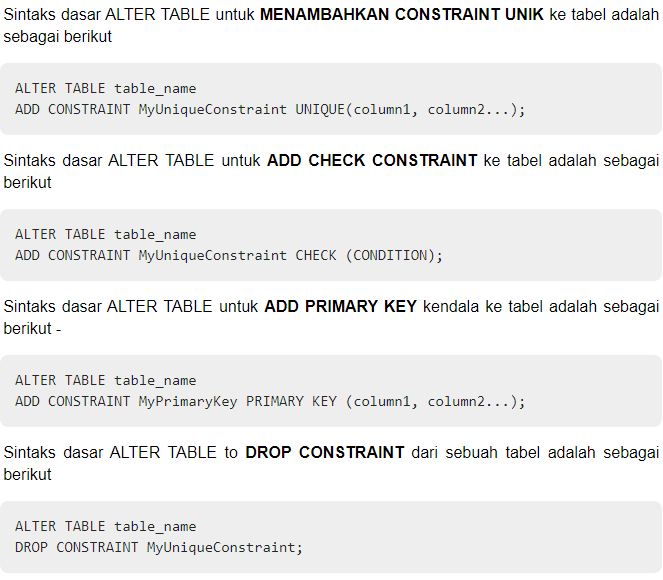 Sintaks dasar ALTER TABLE untuk MENAMBAHKAN CONSTRAINT UNIK ke tabel adalah
sebagai berikut
ALTER TABLE table_name
ADD CONSTRAINT MyUniqueConstraint UNIQUE(column1, column2...);
Sintaks dasar ALTER TABLE untuk ADD CHECK CONSTRAINT ke tabel adalah sebagai
berikut
ALTER TABLE table_name
ADD CONSTRAINT MyUniqueConstraint CHECK (CONDITION);
Sintaks dasar ALTER TABLE untuk ADD PRIMARY KEY kendala ke tabel adalah sebagai
berikut -
ALTER TABLE table_name
ADD CONSTRAINT MyPrimaryKey PRIMARY KEY (column1, column2...);
Sintaks dasar ALTER TABLE to DROP CONSTRAINT dari sebuah tabel adalah sebagai
berikut
ALTER TABLE table_name
DROP CONSTRAINT MyUniqueConstraint;